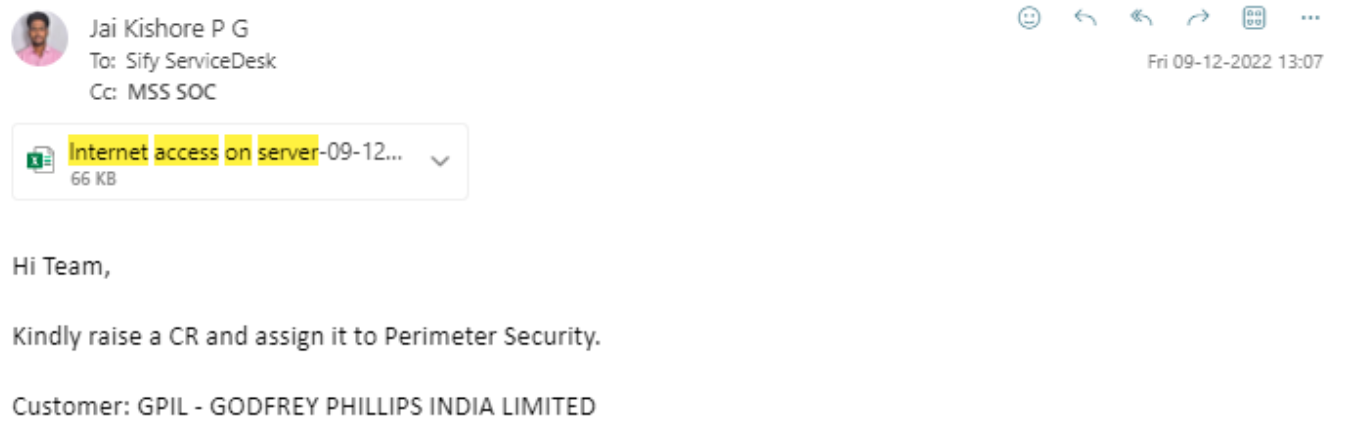 Jai Kishore P G
To: Sify ServiceDesk
Fri 09-12-2022 13:07
Cc: MSS SOC
Internet access on server-09-12...
66 KB
Hi Team,
Kindly raise a CR and assign it to Perimeter Security.
Customer: GPIL - GODFREY PHILLIPS INDIA LIMITED